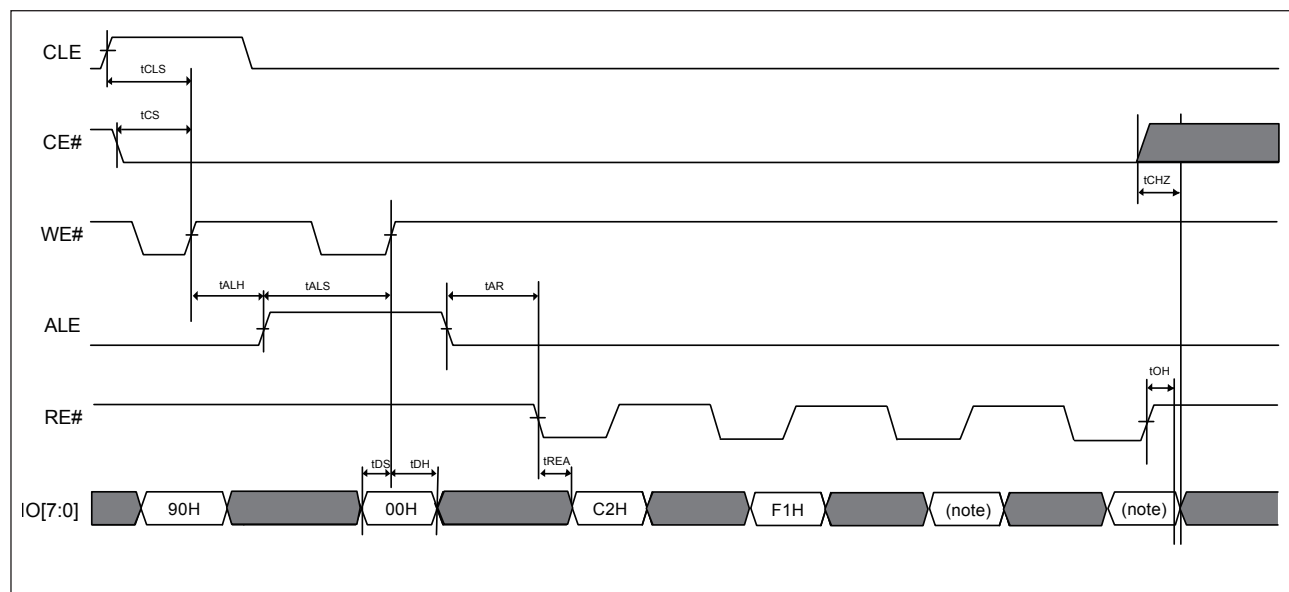 CLE
tCLS
tCS
CE#
tCHZ
WE#
tALH
tALS
tAR
ALE
tOH
RE#
tDS
tDH
tREA
IO[7:0]
90H
00H
C2H
F1H
(note)
(note)